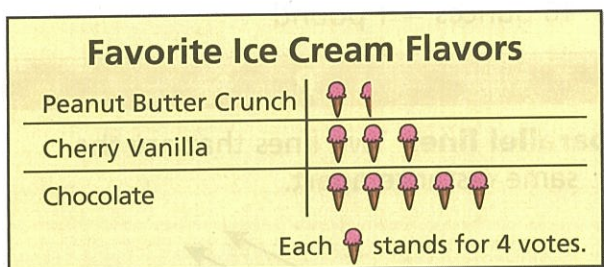 Favorite Ice Cream Flavors
Peanut Butter Crunch
Cherry Vanilla
Chocolate
Each stands for 4 votes.